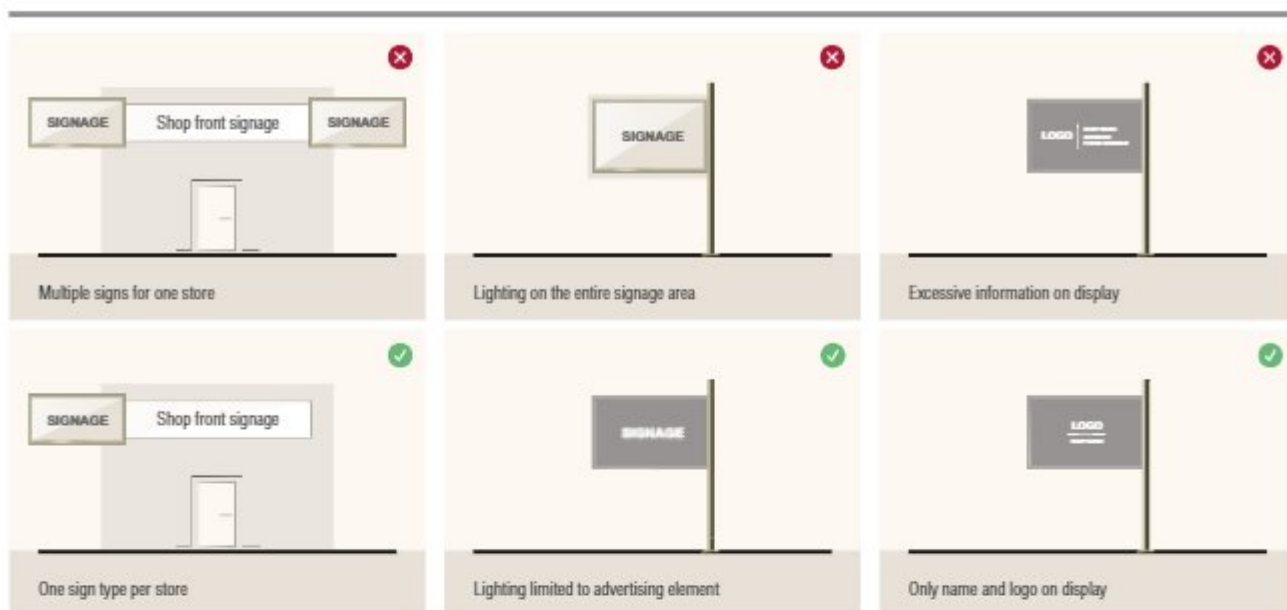 SIGNAGE
Shop front signage
SIGNAGE
Multiple signs for one store
SIGNAGE
Lighting on the entire signage area
LOGO
Excessive information on display
SIGNAGE
Shop front signage
One sign type per store
SIGNAGE
Lighting limited to advertising element
LOGO
Only name and logo on display